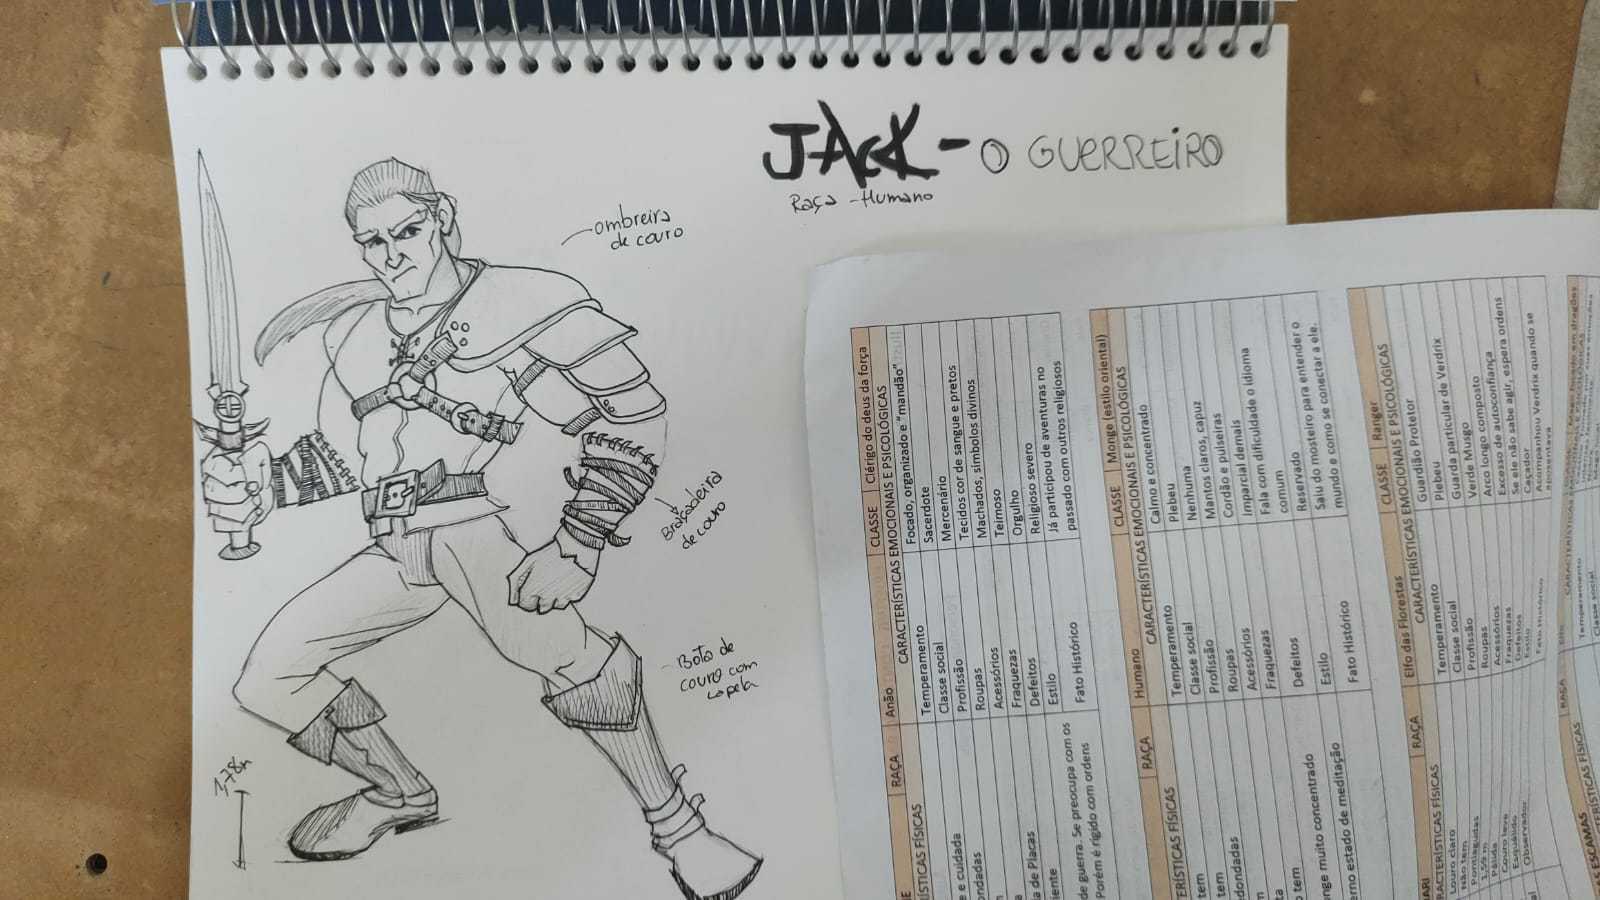 JAcK - O GUERREIRO
Raça - Humano
ombreira
de couro
Braçadeira
de couro
Bota de
couro com
lapela
1,78m
RAÇA Anão CLASSE Clérigo do deus da força
ÍSTICAS FÍSICAS CARACTERÍSTICAS EMOCIONAIS E PSICOLÓGICAS
Temperamento Focado, organizado e "mandão"
Classe social Sacerdote
e cuidada Profissão Mercenário
ondadas Roupas Tecidos cor de sangue e pretos
Acessórios Machados, símbolos divinos
Fraquezas Teimoso
a de Placas Defeitos Orgulho
iente Estilo Religioso severo
de guerra. Se preocupa com os
Porém é rígido com ordens
Fato Histórico Já participou de aventuras no
passado com outros religiosos
RAÇA Humano CLASSE Monge (estilo oriental)
ERÍSTICAS FÍSICAS CARACTERÍSTICAS EMOCIONAIS E PSICOLÓGICAS
Temperamento Calmo e concentrado
tem Classe social Plebeu
tem Profissão Nenhuma
edondadas Roupas Mantos claros, capuz
Acessórios Cordão e pulseiras
Fraquezas Imparcial demais
tem Defeitos Fala com dificuldade o idioma
comum
nge muito concentrado Estilo Reservado
erno estado de meditação Fato Histórico Saiu do mosteiro para entender o
mundo e como se conectar a ele.
RAÇA Elfo das Florestas CLASSE Ranger
RACTERÍSTICAS FÍSICAS CARACTERÍSTICAS EMOCIONAIS E PSICOLÓGICAS
Louro claro Temperamento Guardião Protetor
Não tem Classe social Plebeu
Pontiagudas Profissão Guarda particular de Verdrix
1,59 m Roupas Verde Musgo
Pálida Acessórios Arco longo composto
Couro leve Fraquezas Excesso de autoconfiança
Esquálido Defeitos Se ele não sabe agir, espera ordens
Observador Estilo Caçador
Fato Histórico Acompanhou Verdrix quando se
RAÇA
Temperamento
Classe social
ESCAMAS